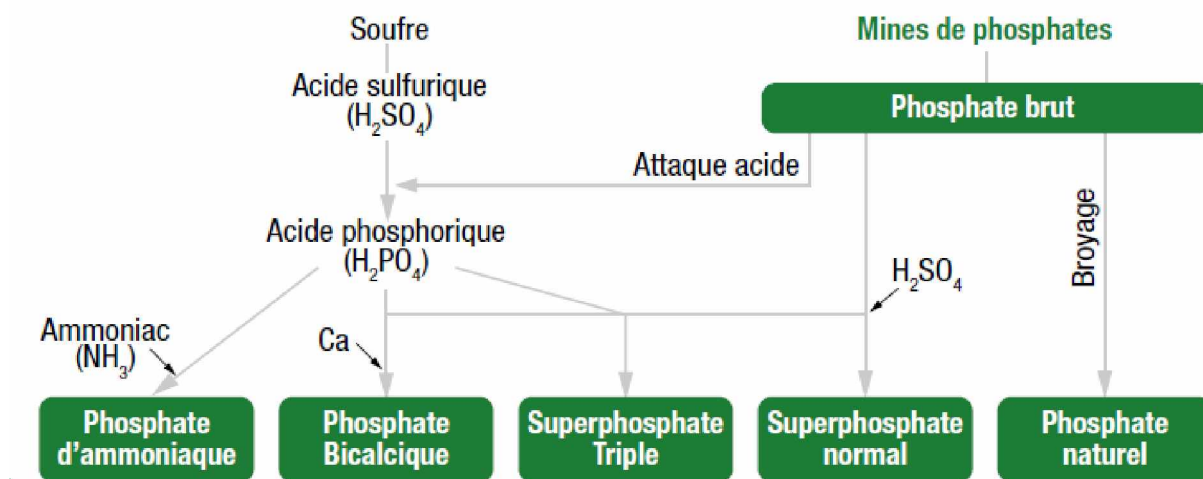 Soufre
Mines de phosphates
Acide sulfurique
(H₂SO₄)
Phosphate brut
Attaque acide
Acide phosphorique
(H₂PO₄)
H₂SO₄
Broyage
Ammoniac
(NH₃)
Ca
Phosphate
d'ammoniaque
Phosphate
Bicalcique
Superphosphate
Triple
Superphosphate
normal
Phosphate
naturel